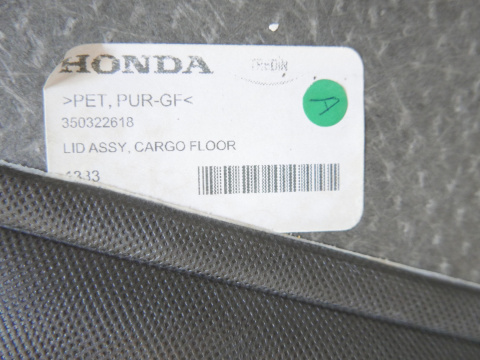 HONDA
>PET, PUR-GF<
350322618
LID ASSY, CARGO FLOOR
A